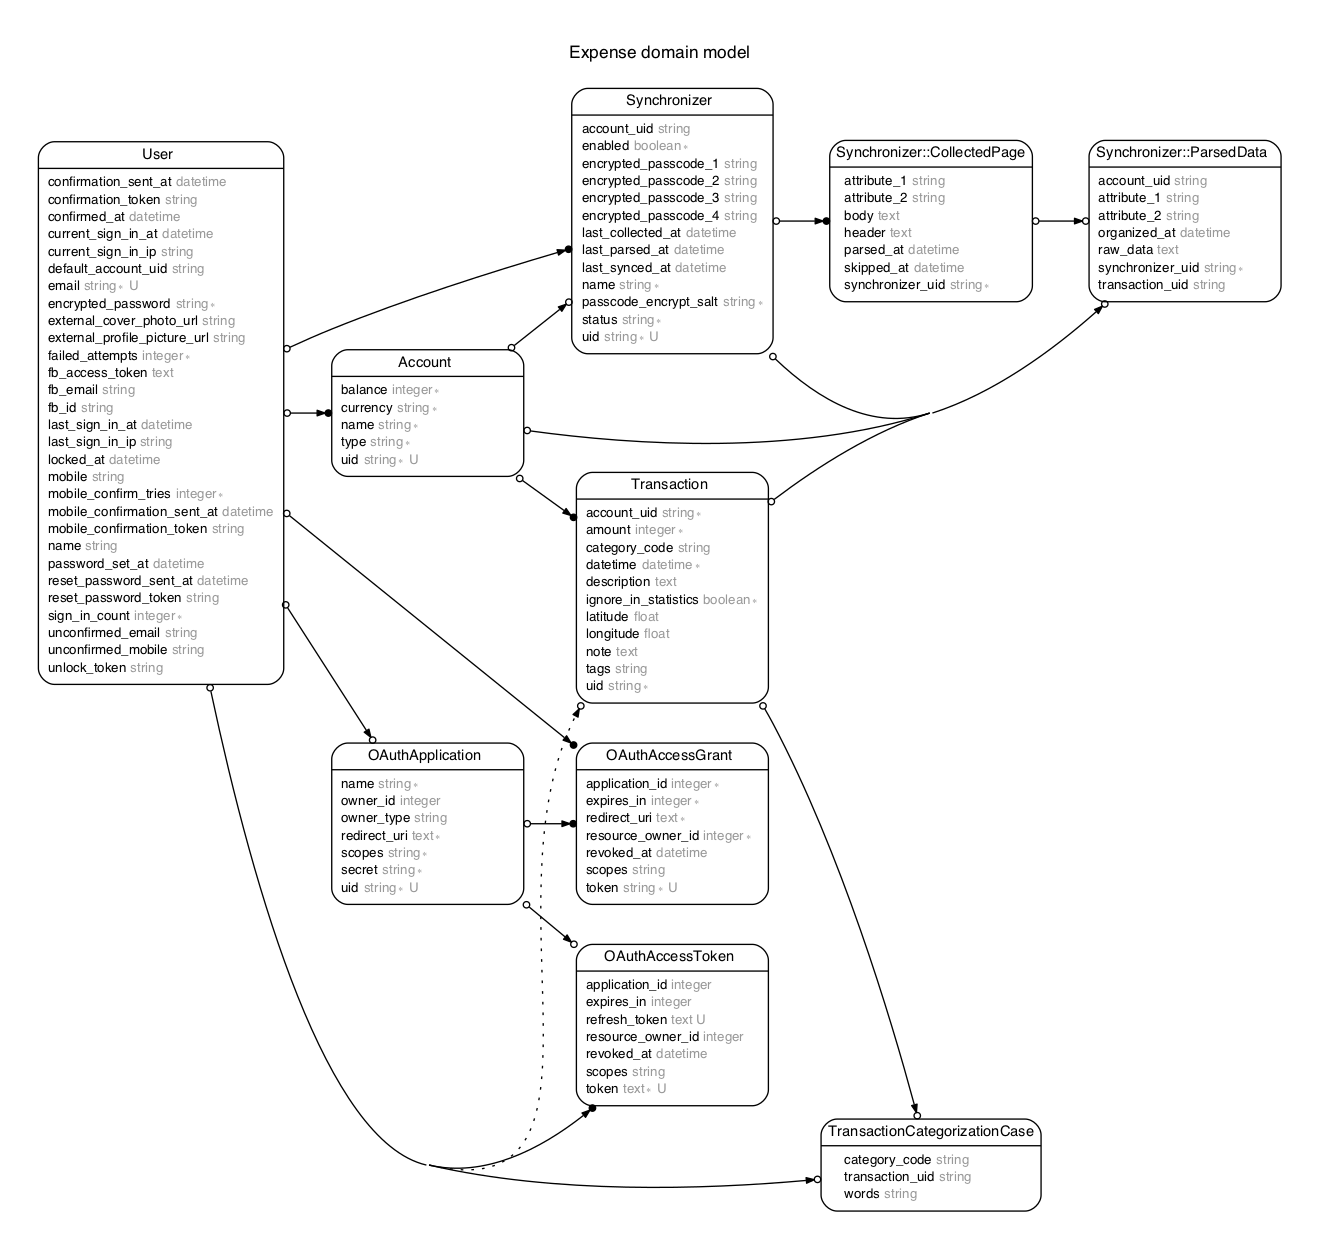 Expense domain model
User
confirmation_sent_at datetime
confirmation_token string
confirmed_at datetime
current_sign_in_at datetime
current_sign_in_ip string
default_account_uid string
email string∗ U
encrypted_password string∗
external_cover_photo_url string
external_profile_picture_url string
failed_attempts integer∗
fb_access_token text
fb_email string
fb_id string
last_sign_in_at datetime
last_sign_in_ip string
locked_at datetime
mobile string
mobile_confirm_tries integer∗
mobile_confirmation_sent_at datetime
mobile_confirmation_token string
name string
password_set_at datetime
reset_password_sent_at datetime
reset_password_token string
sign_in_count integer∗
unconfirmed_email string
unconfirmed_mobile string
unlock_token string
Synchronizer
account_uid string
enabled boolean∗
encrypted_passcode_1 string
encrypted_passcode_2 string
encrypted_passcode_3 string
encrypted_passcode_4 string
last_collected_at datetime
last_parsed_at datetime
last_synced_at datetime
name string∗
passcode_encrypt_salt string∗
status string∗
uid string∗ U
Synchronizer::CollectedPage
attribute_1 string
attribute_2 string
body text
header text
parsed_at datetime
skipped_at datetime
synchronizer_uid string∗
Synchronizer::ParsedData
account_uid string
attribute_1 string
attribute_2 string
organized_at datetime
raw_data text
synchronizer_uid string∗
transaction_uid string
Account
balance integer∗
currency string∗
name string∗
type string∗
uid string∗ U
Transaction
account_uid string∗
amount integer∗
category_code string
datetime datetime∗
description text
ignore_in_statistics boolean∗
latitude float
longitude float
note text
tags string
uid string∗
OAuthApplication
name string∗
owner_id integer
owner_type string
redirect_uri text∗
scopes string∗
secret string∗
uid string∗ U
OAuthAccessGrant
application_id integer∗
expires_in integer∗
redirect_uri text∗
resource_owner_id integer∗
revoked_at datetime
scopes string
token string∗ U
OAuthAccessToken
application_id integer
expires_in integer
refresh_token text U
resource_owner_id integer
revoked_at datetime
scopes string
token text∗ U
TransactionCategorizationCase
category_code string
transaction_uid string
words string